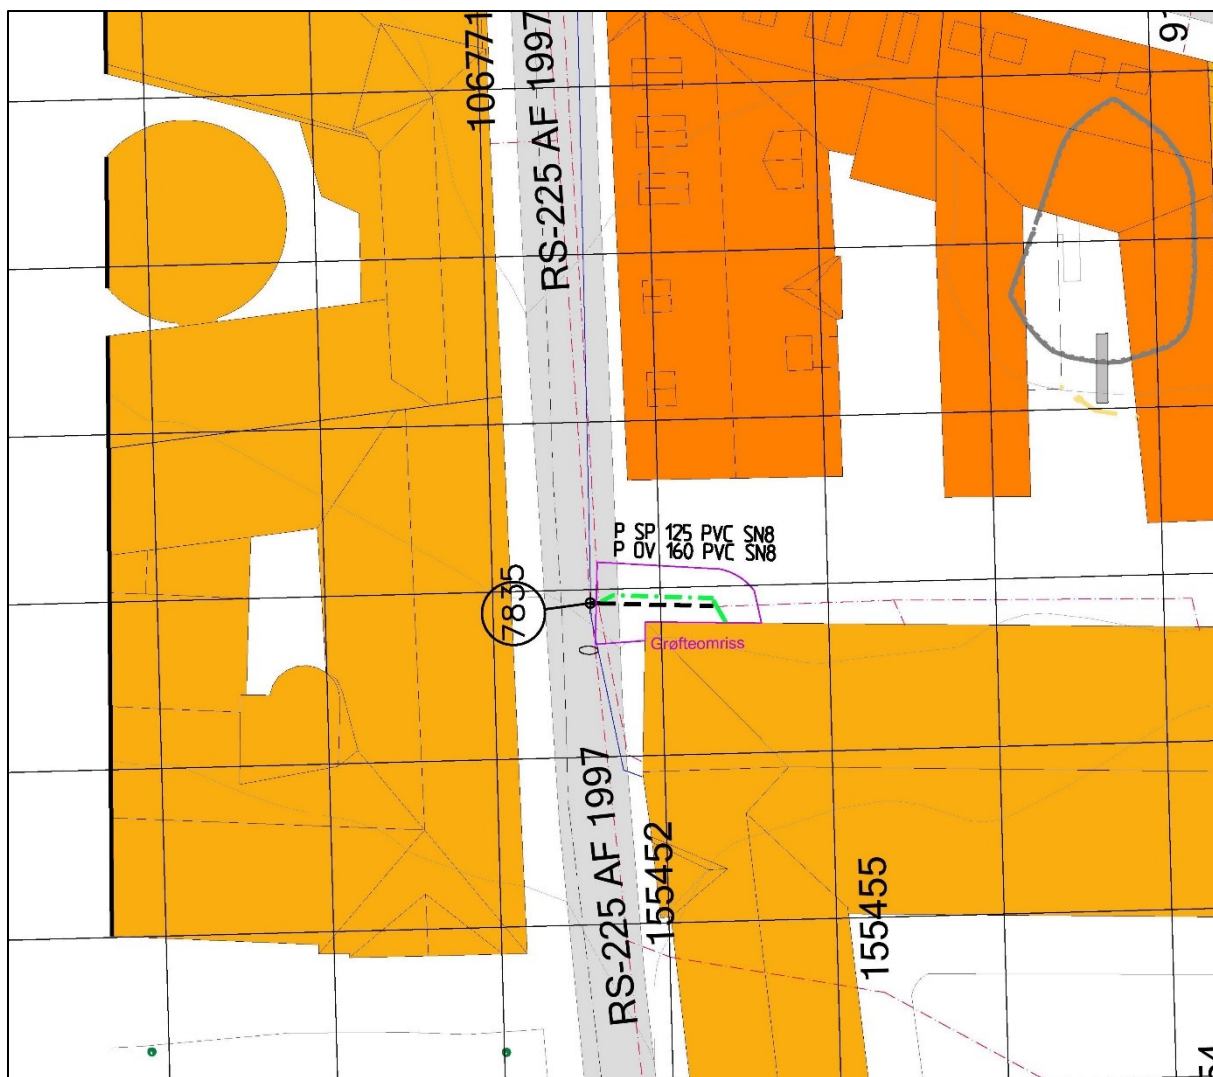 106771
RS-225 AF 1997
P SP 125 PVC SN8
P OV 160 PVC SN8
7835
Grøfteomriss
RS-225 AF 1997
155452
155455